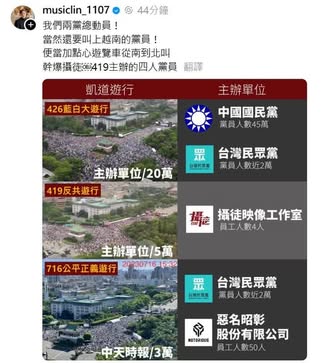 musiclin_1107 44分鐘
我們兩黨總動員！
當然還要叫上越南的黨員！
便當加點心遊覽車從南到北叫
幹爆攝徒419主辦的四人黨員 翻譯
凱道遊行
主辦單位
426藍白大遊行
主辦單位/20萬
中國國民黨
黨員人數45萬
眾
台灣民眾黨
黨員人數近2萬
419反共遊行
主辦單位/5萬
攝徒
攝徒映像工作室
員工人數4人
716公平正義遊行
中天時報/3萬
眾
台灣民眾黨
黨員人數近2萬
NOTORIOUS
惡名昭彰
股份有限公司
員工人數50人